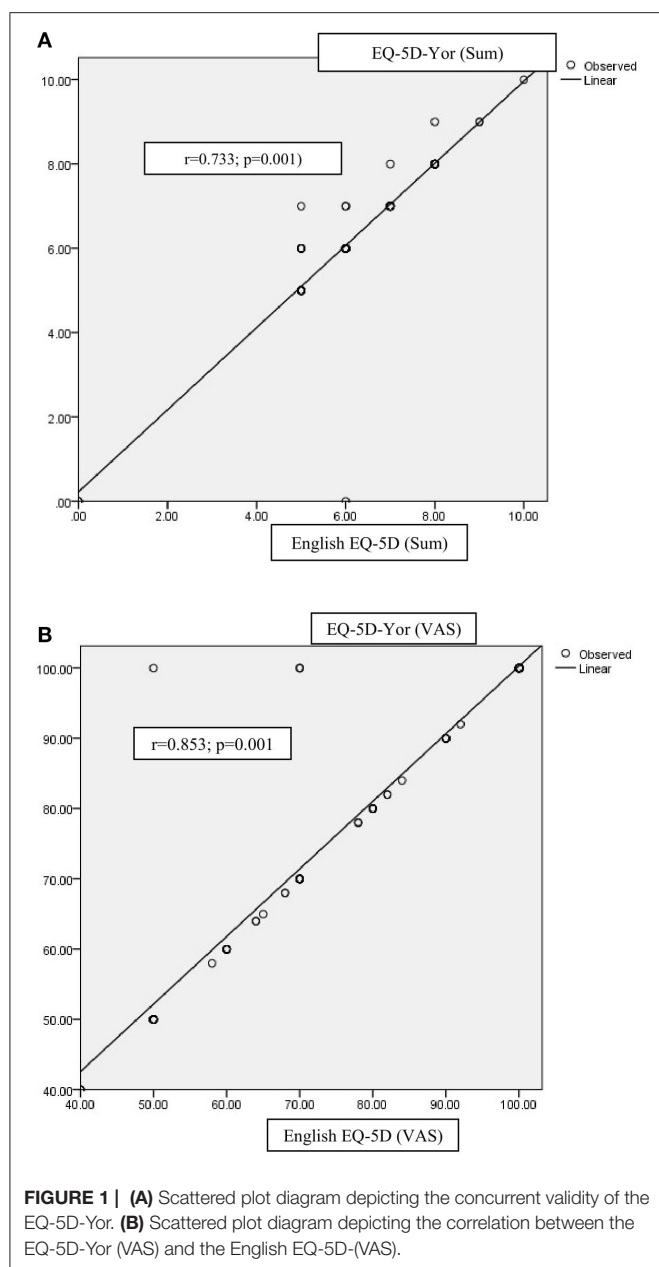 A
EQ-5D-Yor (Sum)
Observed
Linear
r=0.733; p=0.001)
10.00
8.00
6.00
4.00
2.00
.00
.00 2.00 4.00 6.00 8.00 10.00
English EQ-5D (Sum)
B
EQ-5D-Yor (VAS)
Observed
Linear
r=0.853; p=0.001
100.00
90.00
80.00
70.00
60.00
50.00
40.00
40.00 50.00 60.00 70.00 80.00 90.00 100.00
English EQ-5D (VAS)
FIGURE 1 | (A) Scattered plot diagram depicting the concurrent validity of the
EQ-5D-Yor. (B) Scattered plot diagram depicting the correlation between the
EQ-5D-Yor (VAS) and the English EQ-5D-(VAS).